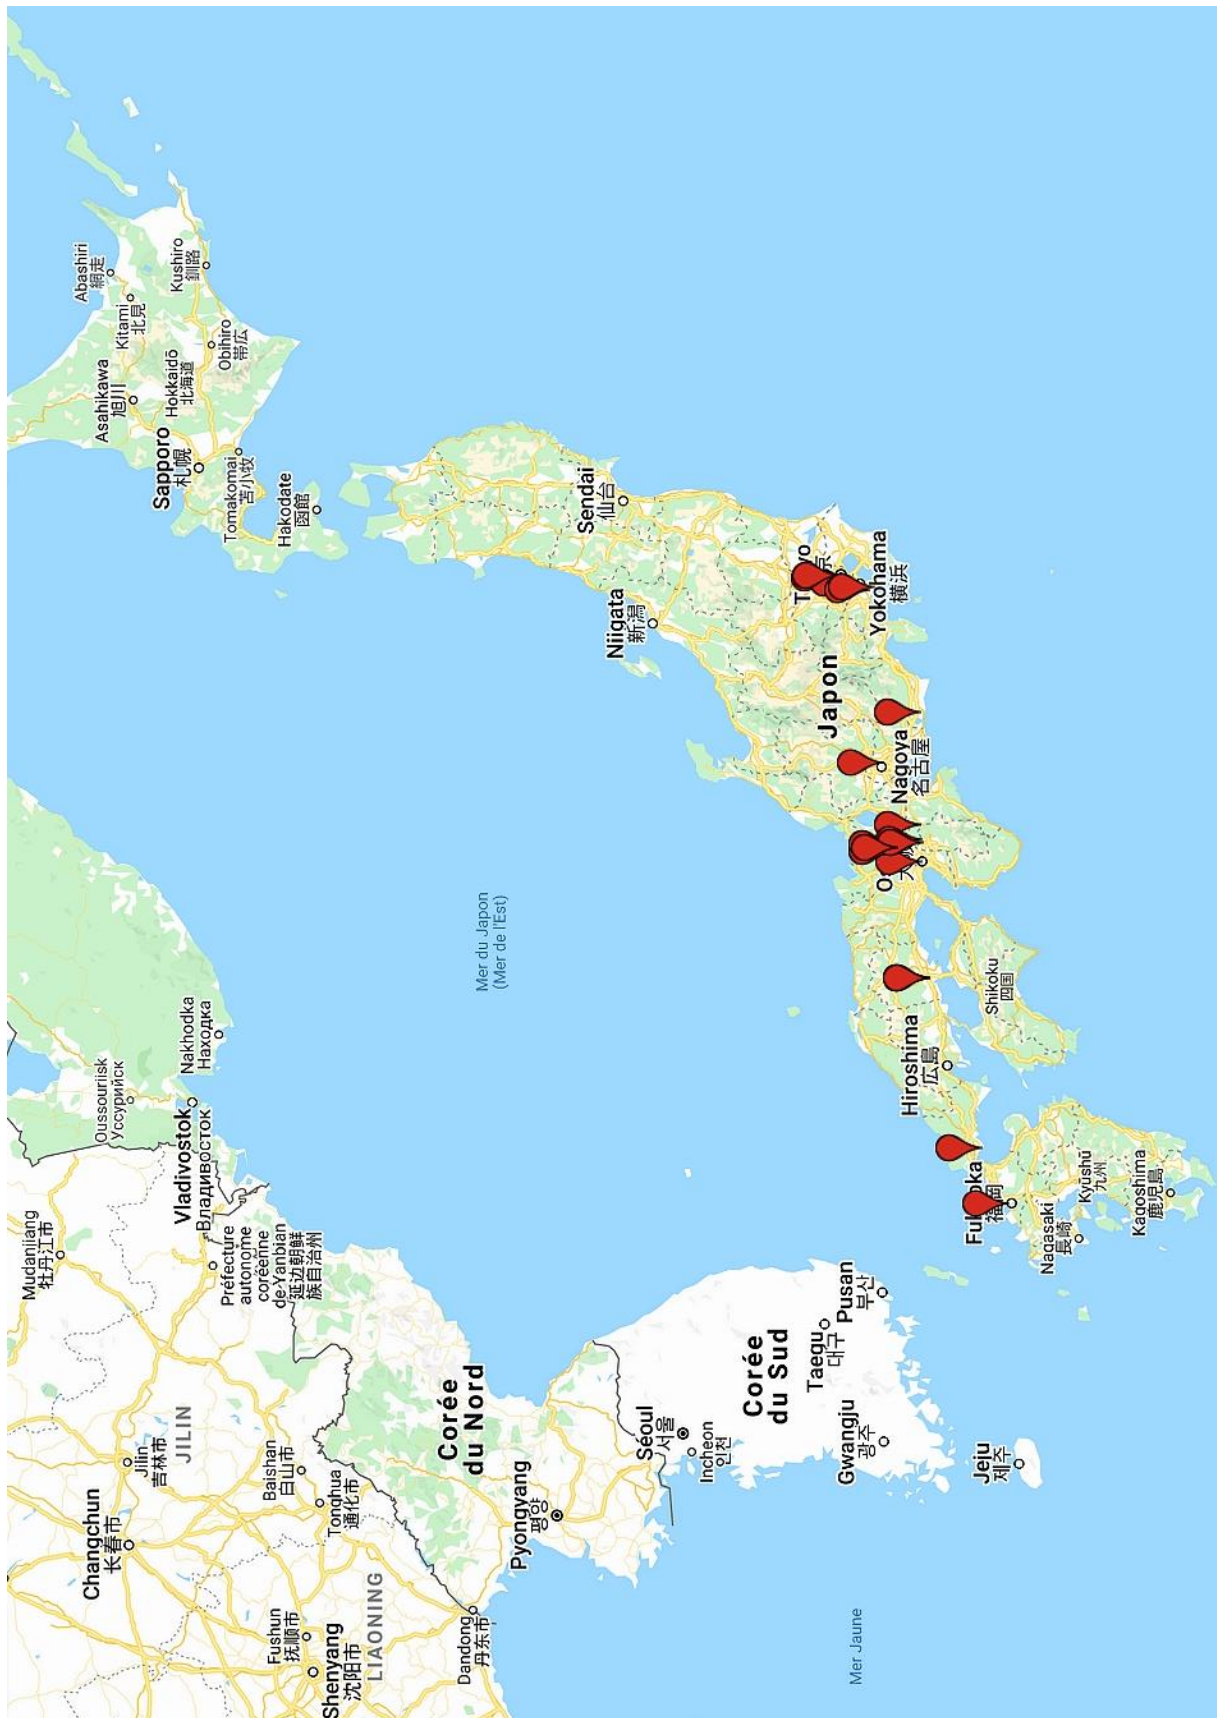 Changchun
长春市
Mudanjiang
牡丹江市
Jilin
吉林市
JILIN
Oussouriisk
Уссурийск
Abashiri
網走
Asahikawa
旭川
Kitami
北見
Sapporo
札幌
Hokkaidō
北海道
Kushiro
釧路
Obihiro
帯広
Tomakomai
苫小牧
Hakodate
函館
Vladivostok
Владивосток
Nakhodka
Находка
Préfecture
autonome
coréenne
de Yanbian
延边朝鲜
族自治州
Fushun
抚顺市
Baishan
白山市
Shenyang
沈阳市
Tonghua
通化市
LIAONING
Corée
du Nord
Dandong
丹东市
Mer du Japon
(Mer de l'Est)
Pyongyang
평양
Sendai
仙台
Niigata
新潟
Séoul
서울
Incheon
인천
Corée
du Sud
Taegu
대구
Japon
Pusan
부산
Gwangju
광주
Mer Jaune
Yokohama
横浜
Nagoya
名古屋
Hiroshima
広島
福岡
Jeju
제주
Shikoku
四国
Nagasaki
長崎
Kyūshū
九州
Kagoshima
鹿児島